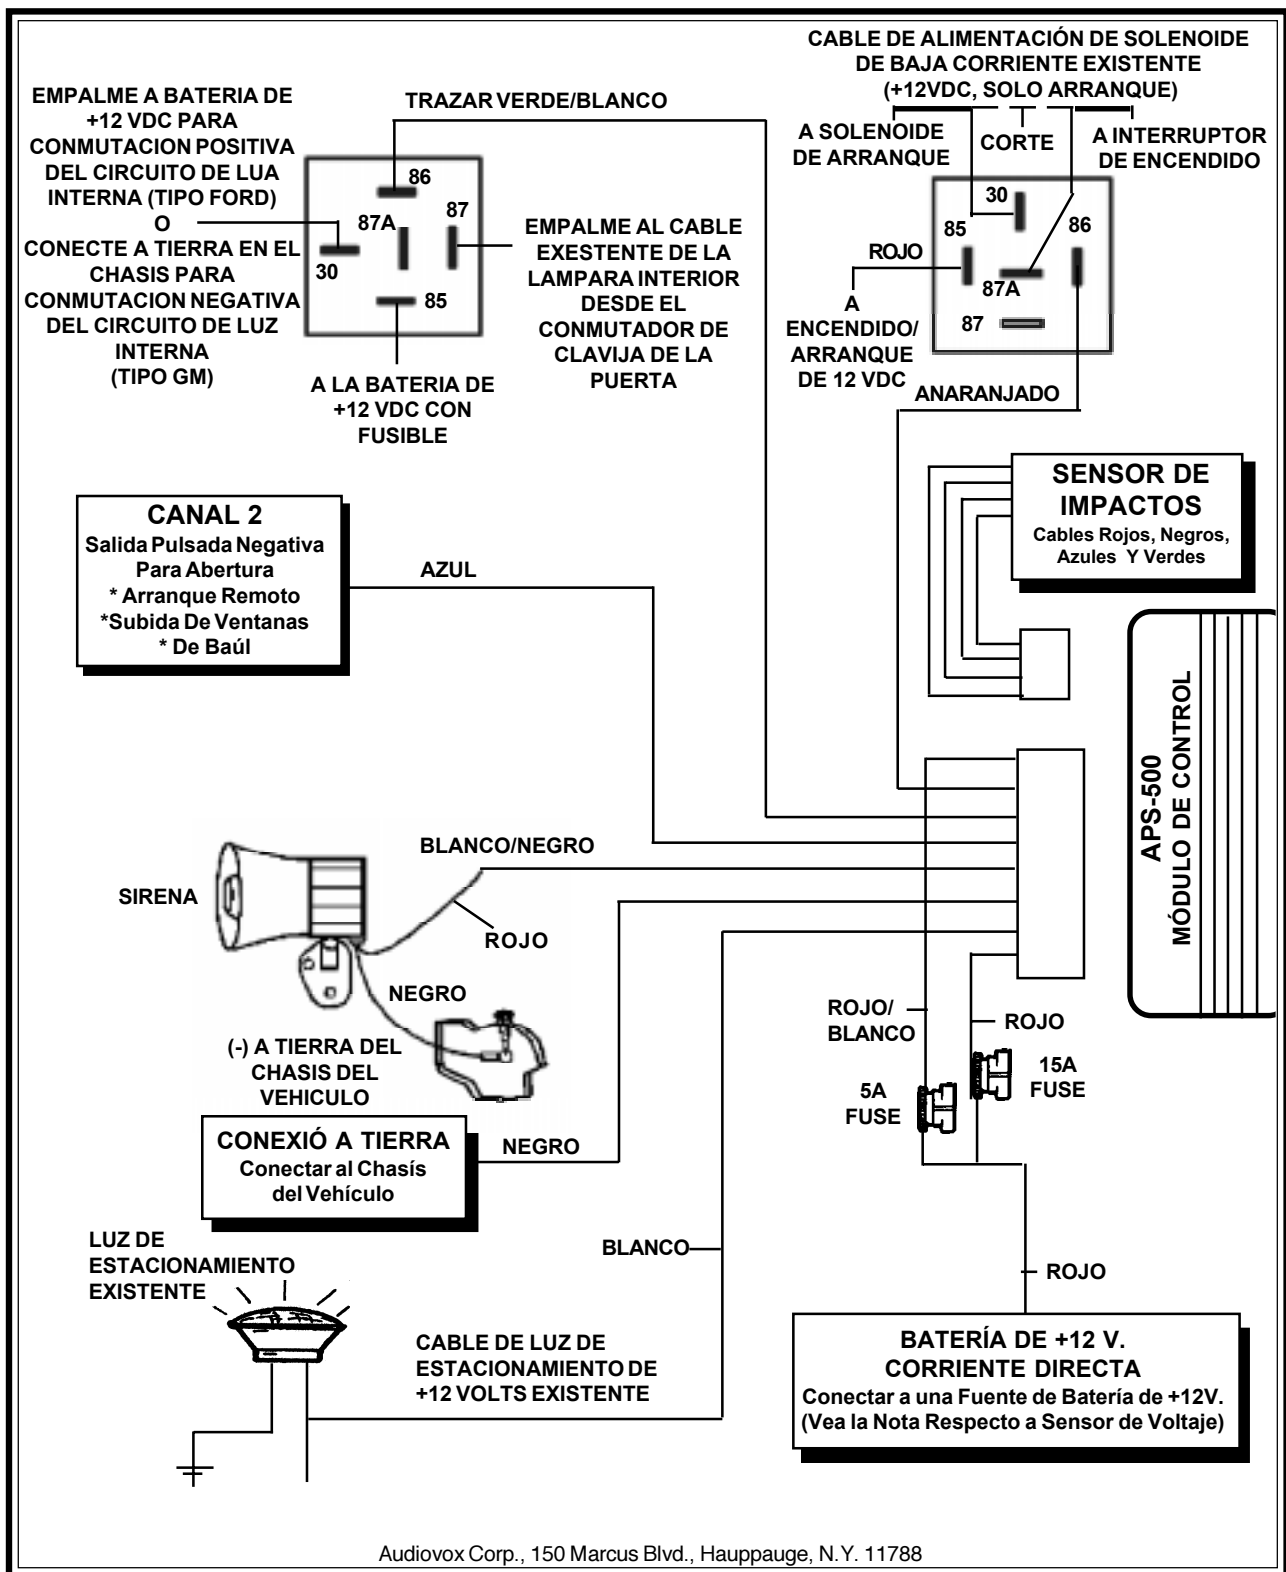 CABLE DE ALIMENTACIÓN DE SOLENOIDE
DE BAJA CORRIENTE EXISTENTE
(+12VDC, SOLO ARRANQUE)
EMPALME A BATERIA DE
+12 VDC PARA
CONMUTACION POSITIVA
DEL CIRCUITO DE LUA
INTERNA (TIPO FORD)
O
CONECTE A TIERRA EN EL
CHASIS PARA
CONMUTACION NEGATIVA
DEL CIRCUITO DE LUZ
INTERNA
(TIPO GM)
TRAZAR VERDE/BLANCO
86
87A
87
30
85
EMPALME AL CABLE
EXESTENTE DE LA
LAMPARA INTERIOR
DESDE EL
CONMUTADOR DE
CLAVIJA DE LA
PUERTA
A LA BATERIA DE
+12 VDC CON
FUSIBLE
A SOLENOIDE
DE ARRANQUE
CORTE
A INTERRUPTOR
DE ENCENDIDO
30
85
86
87A
87
ROJO
A
ENCENDIDO/
ARRANQUE
DE 12 VDC
ANARANJADO
SENSOR DE
IMPACTOS
Cables Rojos, Negros,
Azules Y Verdes
CANAL 2
Salida Pulsada Negativa
Para Abertura
* Arranque Remoto
*Subida De Ventanas
* De Baúl
AZUL
APS-500
MÓDULO DE CONTROL
BLANCO/NEGRO
SIRENA
ROJO
NEGRO
(-) A TIERRA DEL
CHASIS DEL
VEHICULO
ROJO/
BLANCO
ROJO
15A
FUSE
5A
FUSE
CONEXIÓ A TIERRA
Conectar al Chasís
del Vehículo
NEGRO
LUZ DE
ESTACIONAMIENTO
EXISTENTE
BLANCO
ROJO
CABLE DE LUZ DE
ESTACIONAMIENTO DE
+12 VOLTS EXISTENTE
BATERÍA DE +12 V.
CORRIENTE DIRECTA
Conectar a una Fuente de Batería de +12V.
(Vea la Nota Respecto a Sensor de Voltaje)
Audiovox Corp., 150 Marcus Blvd., Hauppauge, N.Y. 11788